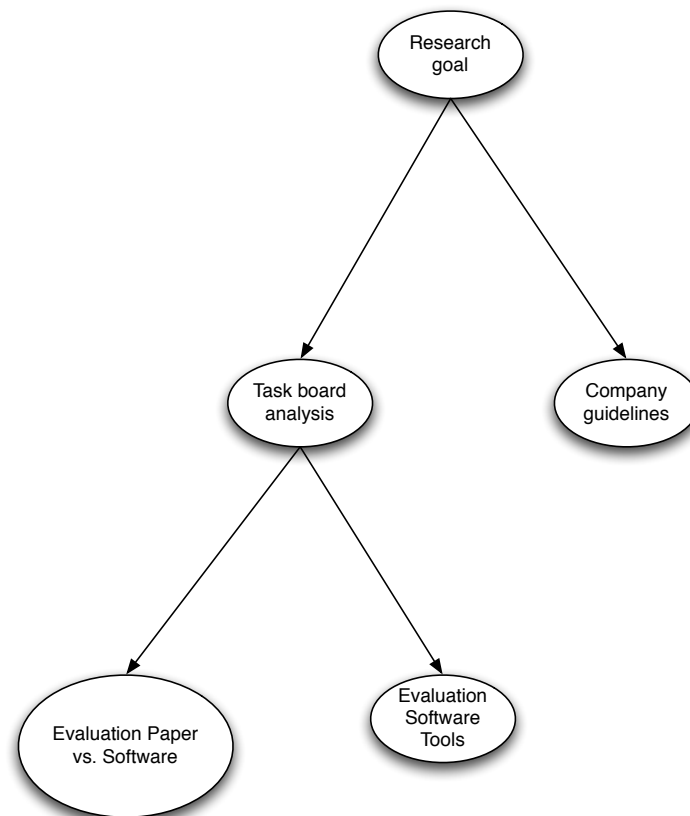 Research
goal
Task board
analysis
Company
guidelines
Evaluation Paper
vs. Software
Evaluation
Software
Tools